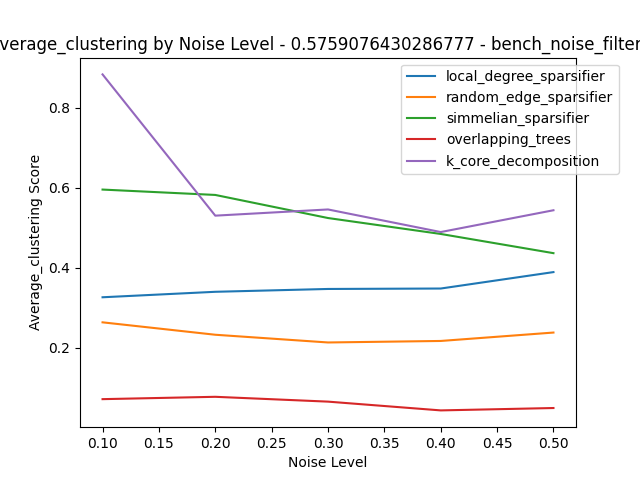 verage_clustering by Noise Level - 0.5759076430286777 - bench_noise_filter
local_degree_sparsifier
random_edge_sparsifier
simmelian_sparsifier
overlapping_trees
k_core_decomposition
Average_clustering Score
0.8
0.6
0.4
0.2
0.10 0.15 0.20 0.25 0.30 0.35 0.40 0.45 0.50
Noise Level